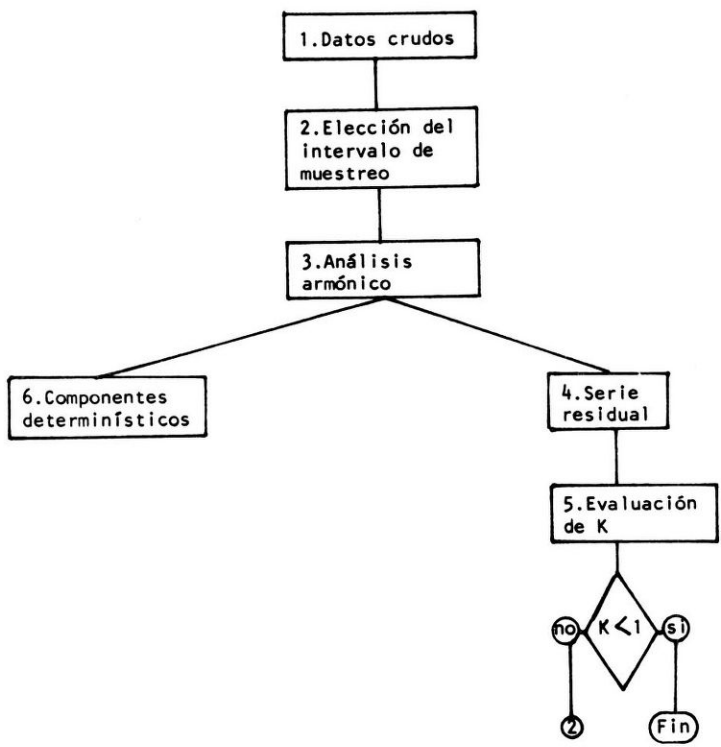 1.Datos crudos
2.Elección del
intervalo de
muestreo
3.Análisis
armónico
6.Componentes
determinísticos
4.Serie
residual
5.Evaluación
de K
no
K<1
si
2
Fin